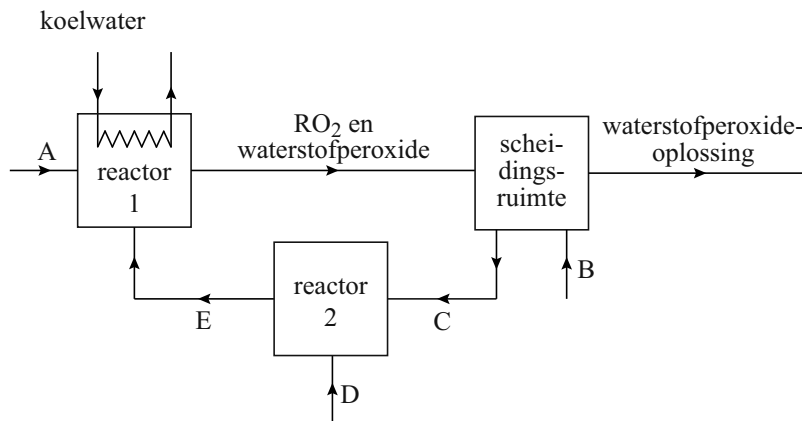 koelwater
A
reactor
1
RO₂ en
waterstofperoxide
schei-
dings-
ruimte
waterstofperoxide-
oplossing
B
reactor
2
E
C
D